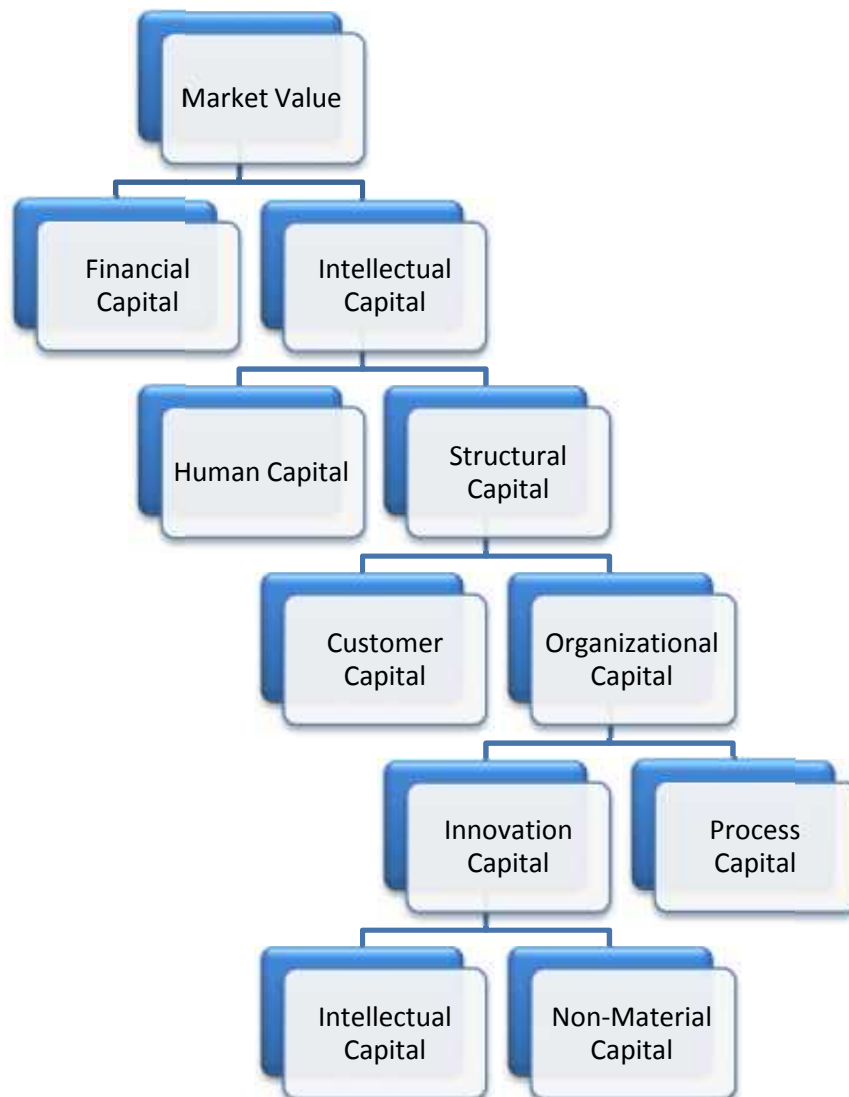 Market Value
Financial
Capital
Intellectual
Capital
Human Capital
Structural
Capital
Customer
Capital
Organizational
Capital
Innovation
Capital
Process
Capital
Intellectual
Capital
Non-Material
Capital